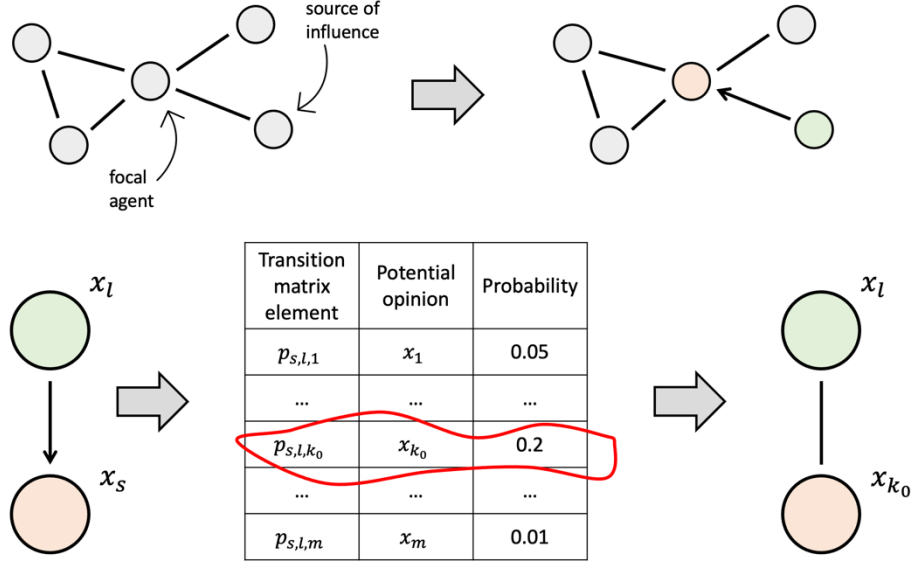 source of
influence
focal
agent
x_l
x_s
Transition
matrix
element
Potential
opinion
Probability
p_{s,l,1} x_1 0.05
... ... ...
p_{s,l,k_0} x_{k_0} 0.2
... ... ...
p_{s,l,m} x_m 0.01
x_l
x_{k_0}